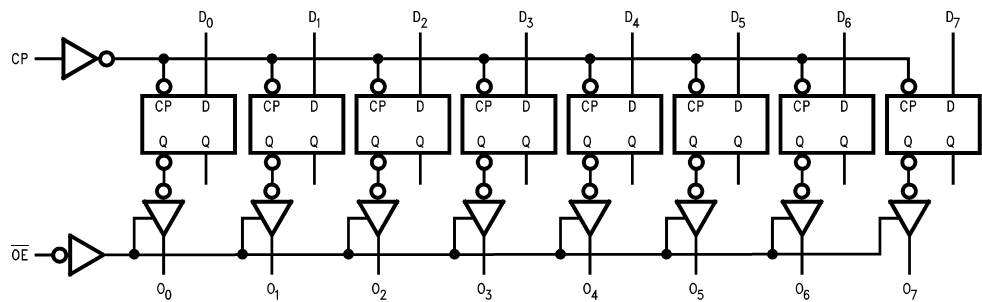 D0 D1 D2 D3 D4 D5 D6 D7
CP
CP D CP D CP D CP D CP D CP D CP D CP D
Q Q Q Q Q Q Q Q Q Q Q Q Q Q Q Q
OE
O0 O1 O2 O3 O4 O5 O6 O7